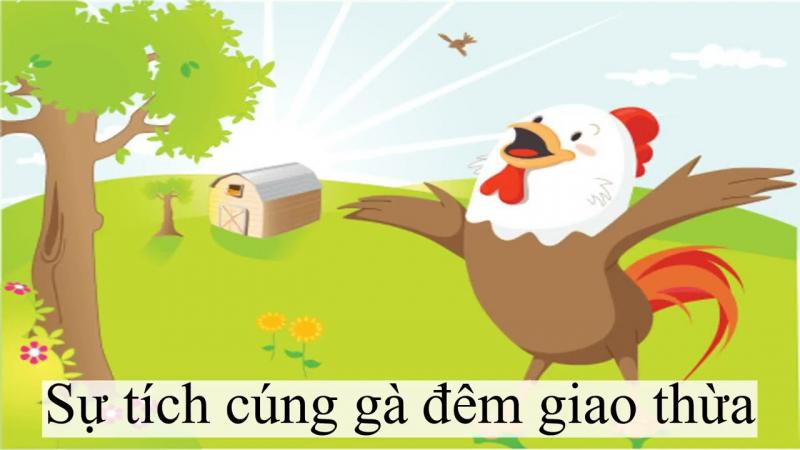 Sự tích cúng gà đêm giao thừa